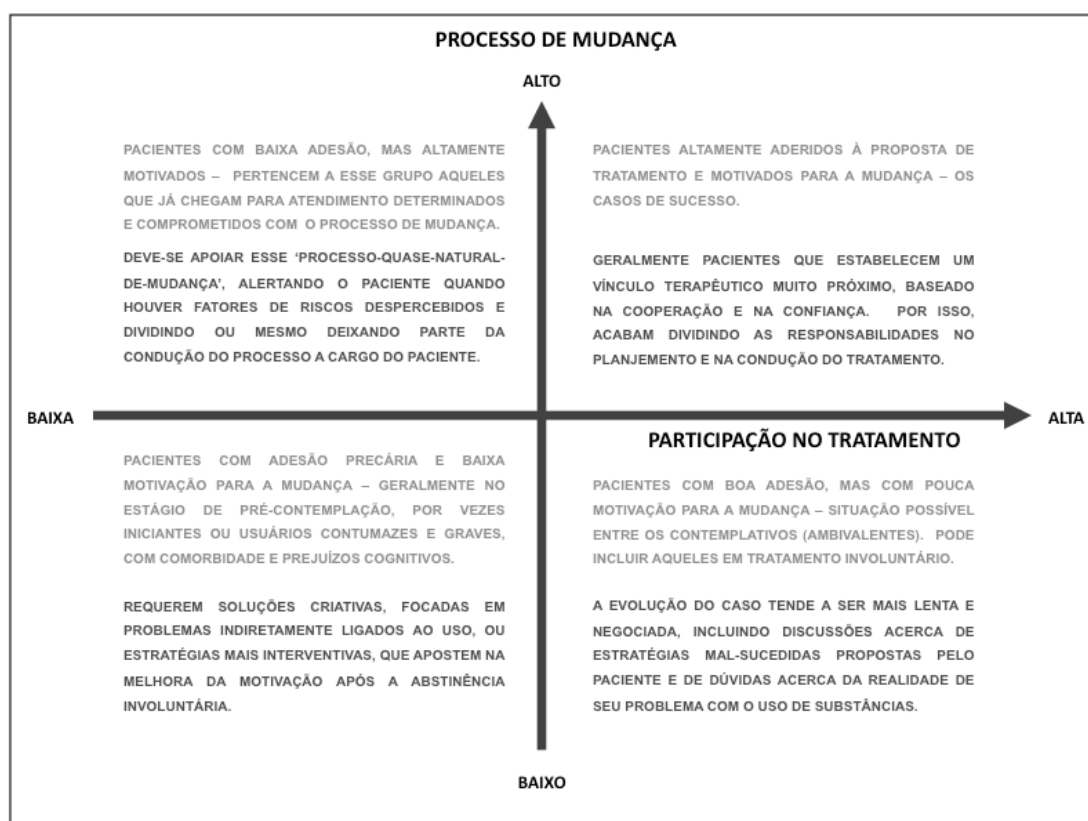 PROCESSO DE MUDANÇA
ALTO
PACIENTES COM BAIXA ADESÃO, MAS ALTAMENTE
MOTIVADOS – PERTENCEM A ESSE GRUPO AQUELES
QUE JÁ CHEGAM PARA ATENDIMENTO DETERMINADOS
E COMPROMETIDOS COM O PROCESSO DE MUDANÇA.
DEVE-SE APOIAR ESSE ‘PROCESSO-QUASE-NATURAL-
DE-MUDANÇA’, ALERTANDO O PACIENTE QUANDO
HOUVER FATORES DE RISCOS DESPERCEBIDOS E
DIVIDINDO OU MESMO DEIXANDO PARTE DA
CONDUÇÃO DO PROCESSO A CARGO DO PACIENTE.
PACIENTES ALTAMENTE ADERIDOS À PROPOSTA DE
TRATAMENTO E MOTIVADOS PARA A MUDANÇA – OS
CASOS DE SUCESSO.
GERALMENTE PACIENTES QUE ESTABELECEM UM
VÍNCULO TERAPÊUTICO MUITO PRÓXIMO, BASEADO
NA COOPERAÇÃO E NA CONFIANÇA. POR ISSO,
ACABAM DIVIDINDO AS RESPONSABILIDADES NO
PLANJEMENTO E NA CONDUÇÃO DO TRATAMENTO.
BAIXA
ALTA
PARTICIPAÇÃO NO TRATAMENTO
PACIENTES COM ADESÃO PRECÁRIA E BAIXA
MOTIVAÇÃO PARA A MUDANÇA – GERALMENTE NO
ESTÁGIO DE PRÉ-CONTEMPLAÇÃO, POR VEZES
INICIANTES OU USUÁRIOS CONTUMAZES E GRAVES,
COM COMORBIDADE E PREJUÍZOS COGNITIVOS.
REQUEREM SOLUÇÕES CRIATIVAS, FOCADAS EM
PROBLEMAS INDIRETAMENTE LIGADOS AO USO, OU
ESTRATÉGIAS MAIS INTERVENTIVAS, QUE APOSTEM NA
MELHORA DA MOTIVAÇÃO APÓS A ABSTINÊNCIA
INVOLUNTÁRIA.
PACIENTES COM BOA ADESÃO, MAS COM POUCA
MOTIVAÇÃO PARA A MUDANÇA – SITUAÇÃO POSSÍVEL
ENTRE OS CONTEMPLATIVOS (AMBIVALENTES). PODE
INCLUIR AQUELES EM TRATAMENTO INVOLUNTÁRIO.
A EVOLUÇÃO DO CASO TENDE A SER MAIS LENTA E
NEGOCIADA, INCLUINDO DISCUSSÕES ACERCA DE
ESTRATÉGIAS MAL-SUCEDIDAS PROPOSTAS PELO
PACIENTE E DE DÚVIDAS ACERCA DA REALIDADE DE
SEU PROBLEMA COM O USO DE SUBSTÂNCIAS.
BAIXO